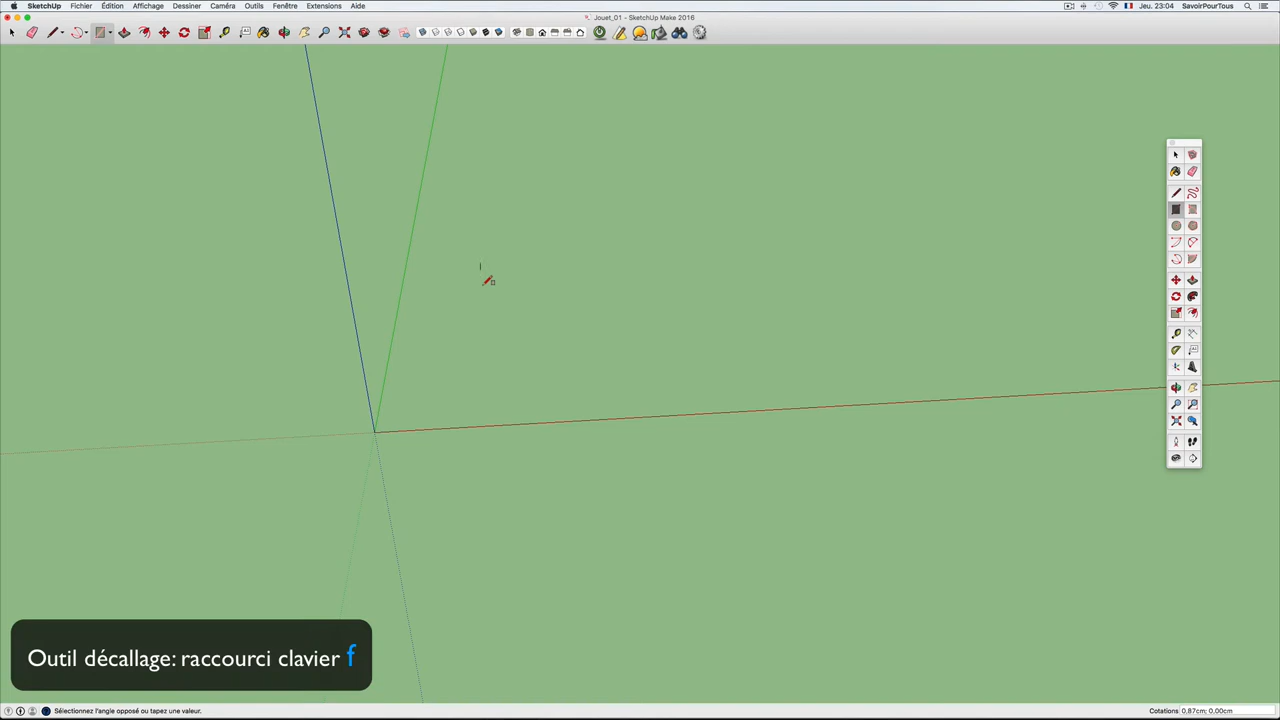 SketchUp Fichier Édition Affichage Dessiner Caméra Outils Fenêtre Extensions Aide Jeu. 23:04 SavoirPourTous
Jouet_01 - SketchUp Make 2016
Outil décallage: raccourci clavier f
Sélectionnez l'angle opposé ou tapez une valeur. Cotations 0,87cm; 0,00cm